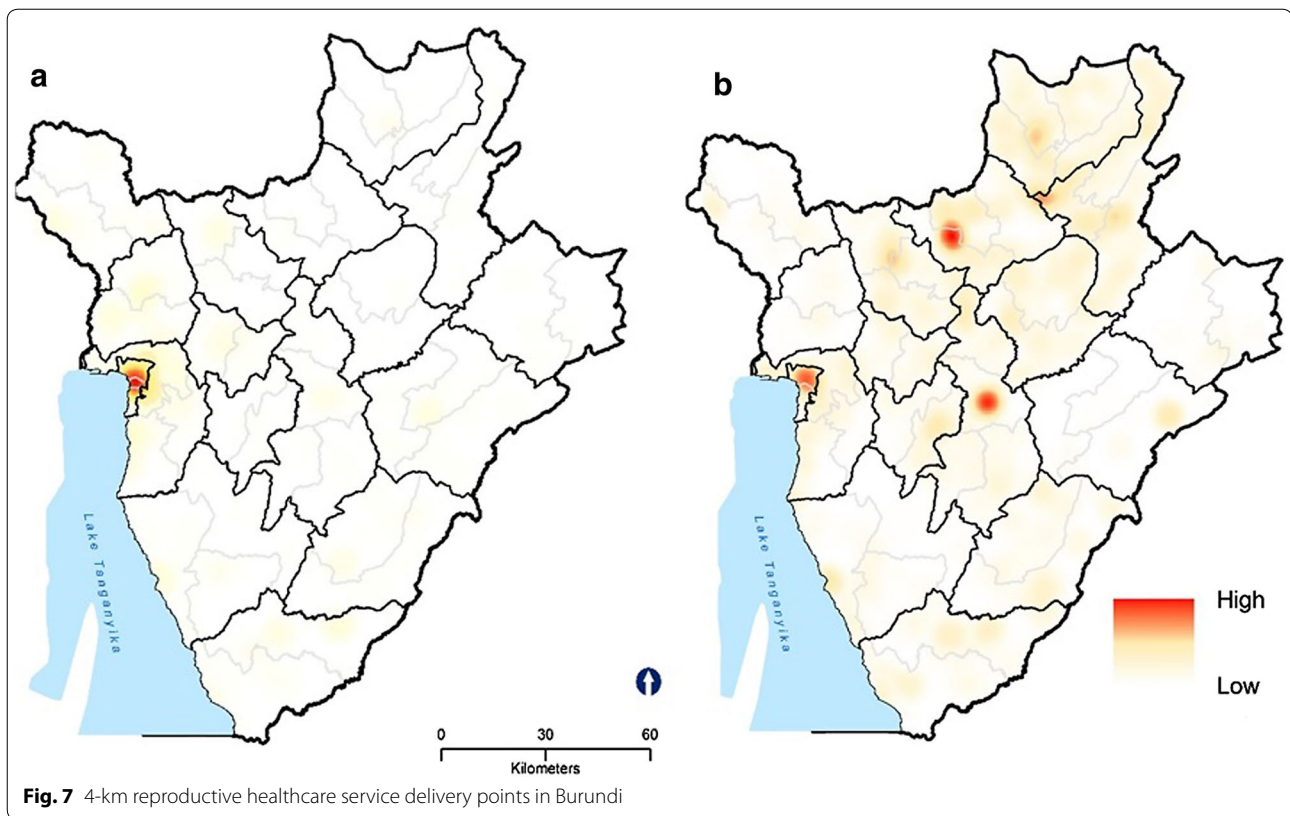 a
b
Lake Tanganyika
Lake Tanganyika
High
Low
0 30 60
Kilometers
Fig. 7 4-km reproductive healthcare service delivery points in Burundi